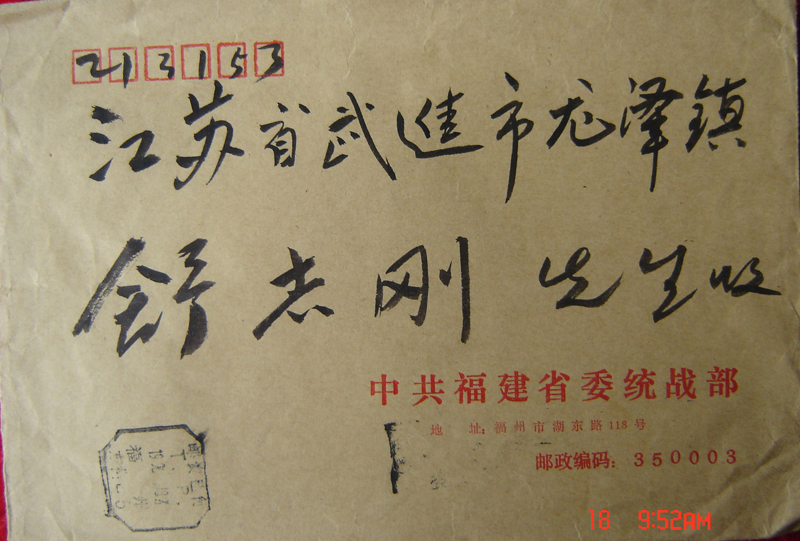 213153
江苏省武进市尤泽镇
舒志刚 先生收
中共福建省委统战部
地 址:福州市湖东路118号
邮政编码:350003
18 9:52AM